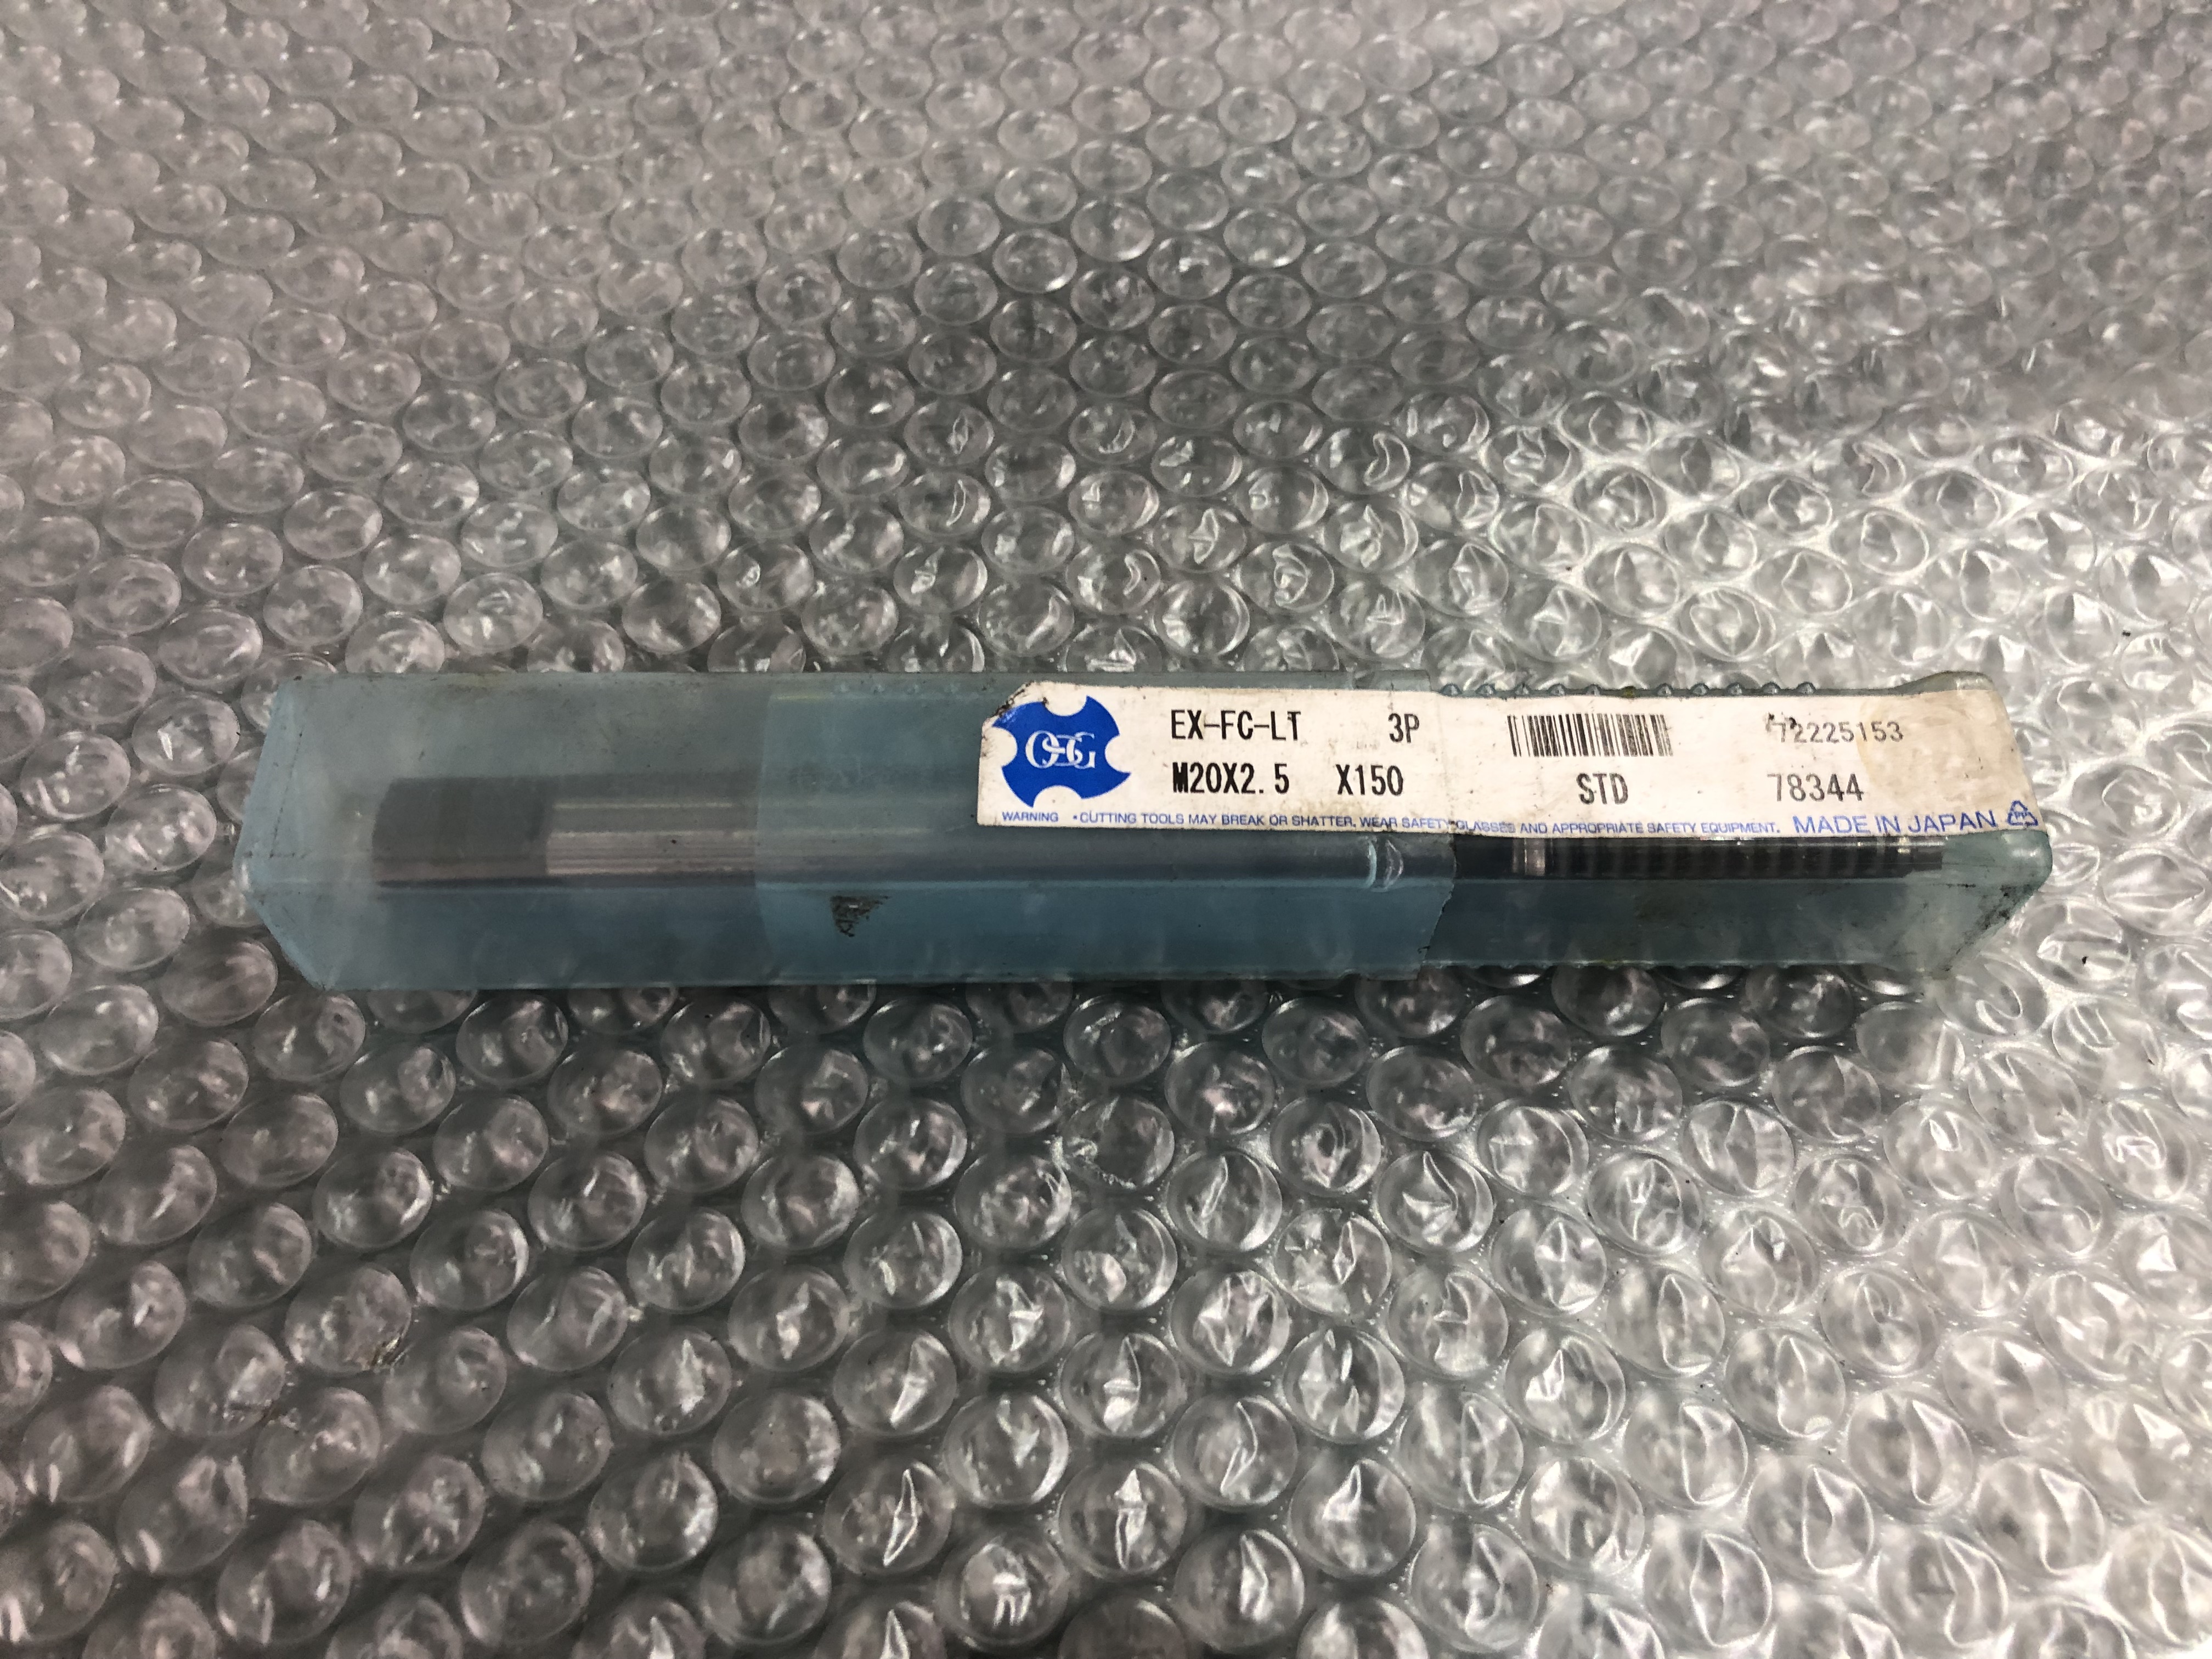 OSG
EX-FC-LT 3P 72225153
M20X2.5 X150 STD 78344
WARNING •CUTTING TOOLS MAY BREAK OR SHATTER. WEAR SAFETY GLASSES AND APPROPRIATE SAFETY EQUIPMENT. MADE IN JAPAN PP